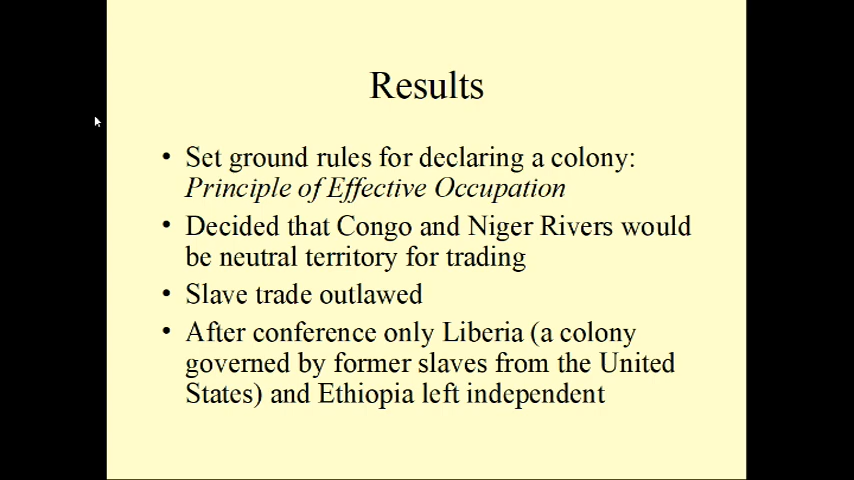 Results
• Set ground rules for declaring a colony:
Principle of Effective Occupation
• Decided that Congo and Niger Rivers would
be neutral territory for trading
• Slave trade outlawed
• After conference only Liberia (a colony
governed by former slaves from the United
States) and Ethiopia left independent